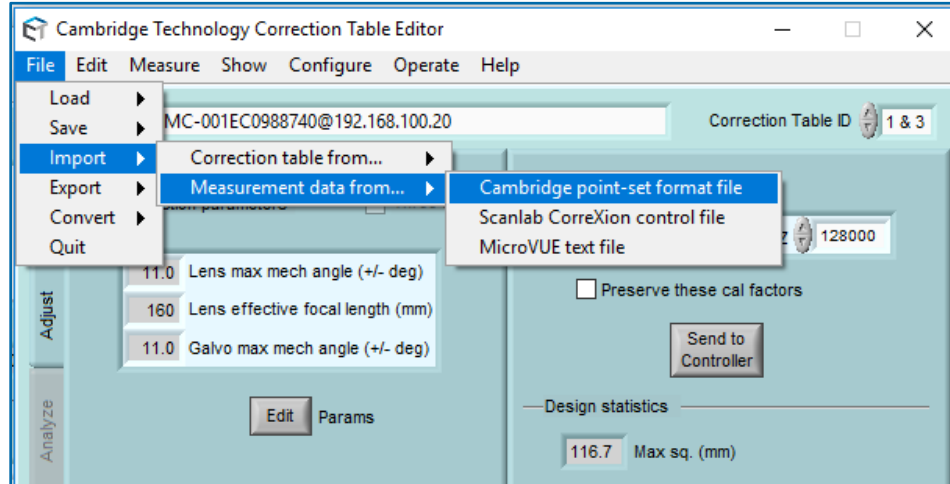 Cambridge Technology Correction Table Editor
File Edit Measure Show Configure Operate Help
Load
Save
Import
Export
Convert
Quit
MC-001EC0988740@192.168.100.20
Correction Table ID 1 & 3
Correction table from...
Measurement data from...
Cambridge point-set format file
Scanlab CorreXion control file
MicroVUE text file
parameters
128000
11.0 Lens max mech angle (+/- deg)
160 Lens effective focal length (mm)
11.0 Galvo max mech angle (+/- deg)
Preserve these cal factors
Send to
Controller
Edit Params
Design statistics
116.7 Max sq. (mm)
Adjust
Analyze